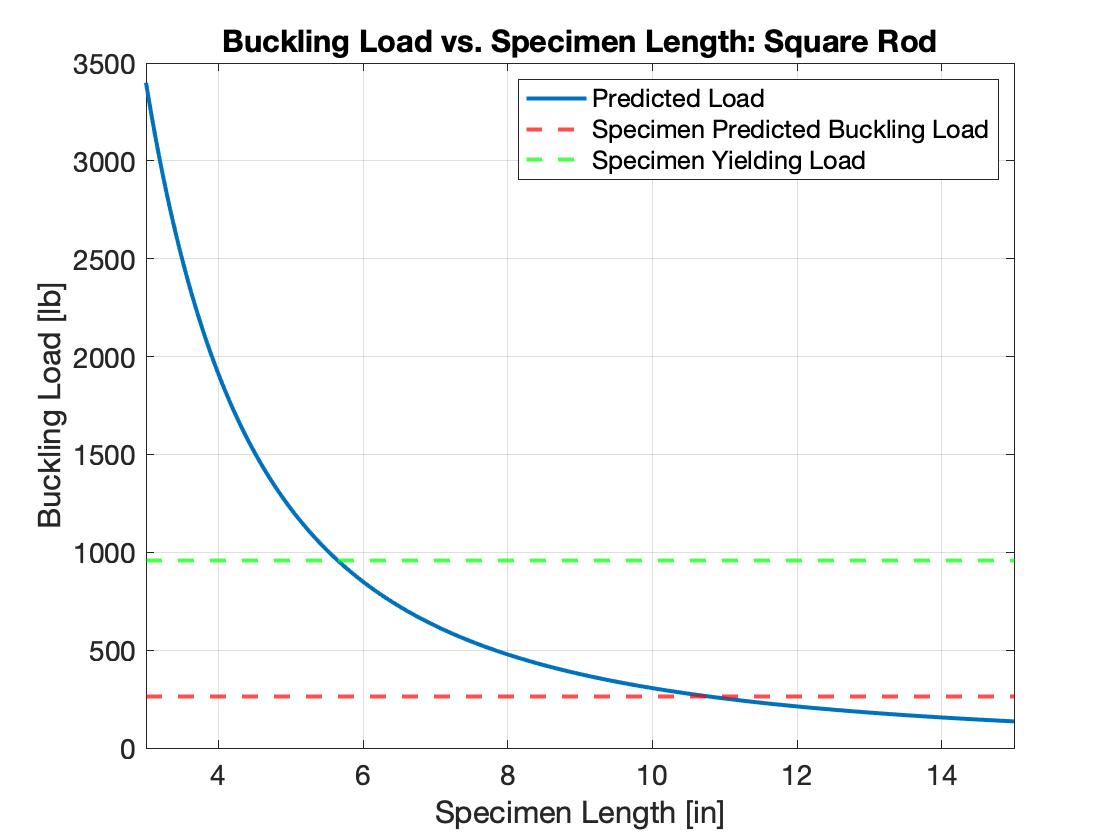 Buckling Load vs. Specimen Length: Square Rod
Predicted Load
Specimen Predicted Buckling Load
Specimen Yielding Load
Buckling Load [lb]
3500
3000
2500
2000
1500
1000
500
0
4 6 8 10 12 14
Specimen Length [in]